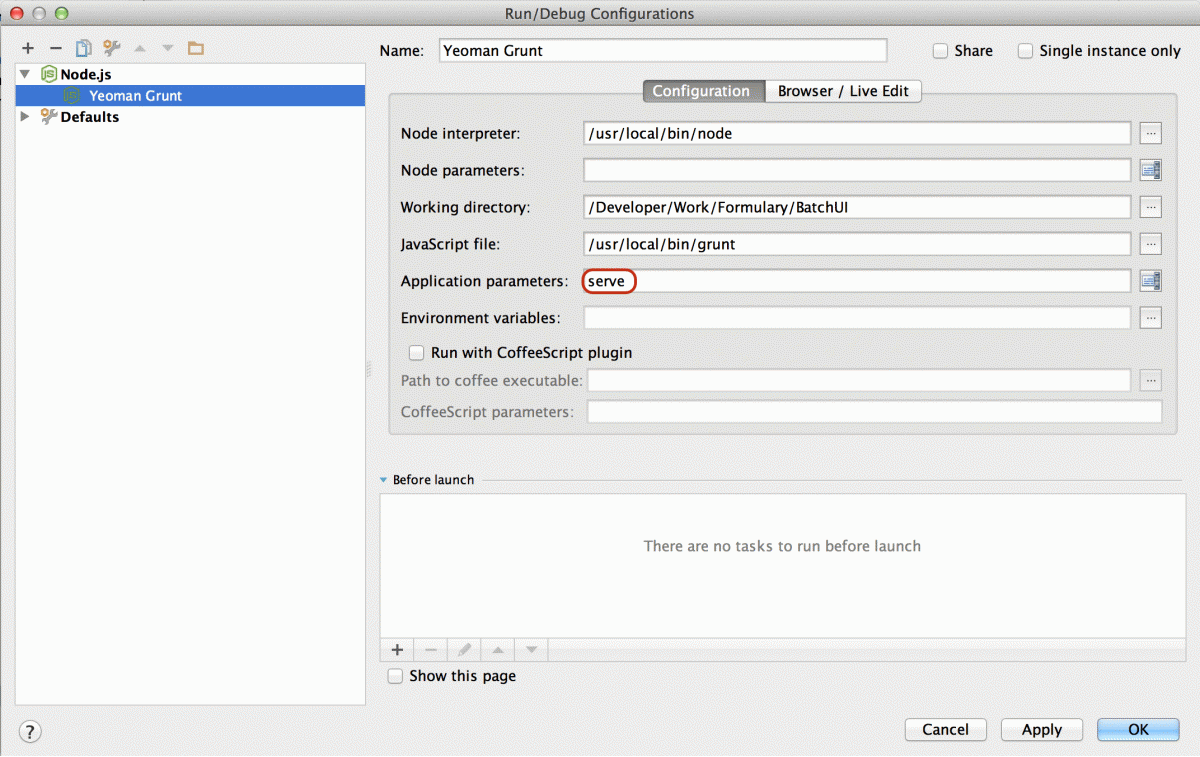 Run/Debug Configurations
Name: Yeoman Grunt Share Single instance only
Node.js
Yeoman Grunt
Defaults
Configuration Browser / Live Edit
Node interpreter: /usr/local/bin/node
Node parameters:
Working directory: /Developer/Work/Formulary/BatchUI
JavaScript file: /usr/local/bin/grunt
Application parameters: serve
Environment variables:
Run with CoffeeScript plugin
Path to coffee executable:
CoffeeScript parameters:
Before launch
There are no tasks to run before launch
Show this page
? Cancel Apply OK